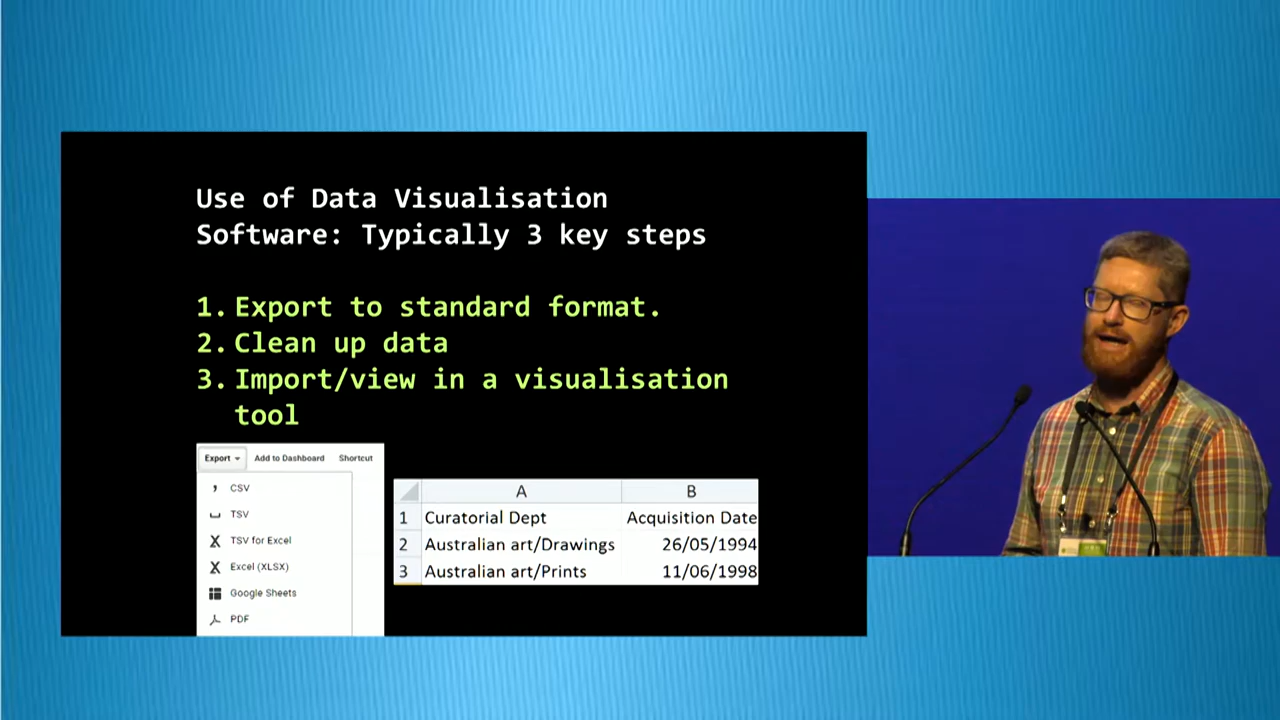 Use of Data Visualisation
Software: Typically 3 key steps
1. Export to standard format.
2. Clean up data
3. Import/view in a visualisation
tool
Export Add to Dashboard Shortcut
CSV
TSV
TSV for Excel
Excel (XLSX)
Google Sheets
PDF
A B
1 Curatorial Dept Acquisition Date
2 Australian art/Drawings 26/05/1994
3 Australian art/Prints 11/06/1998